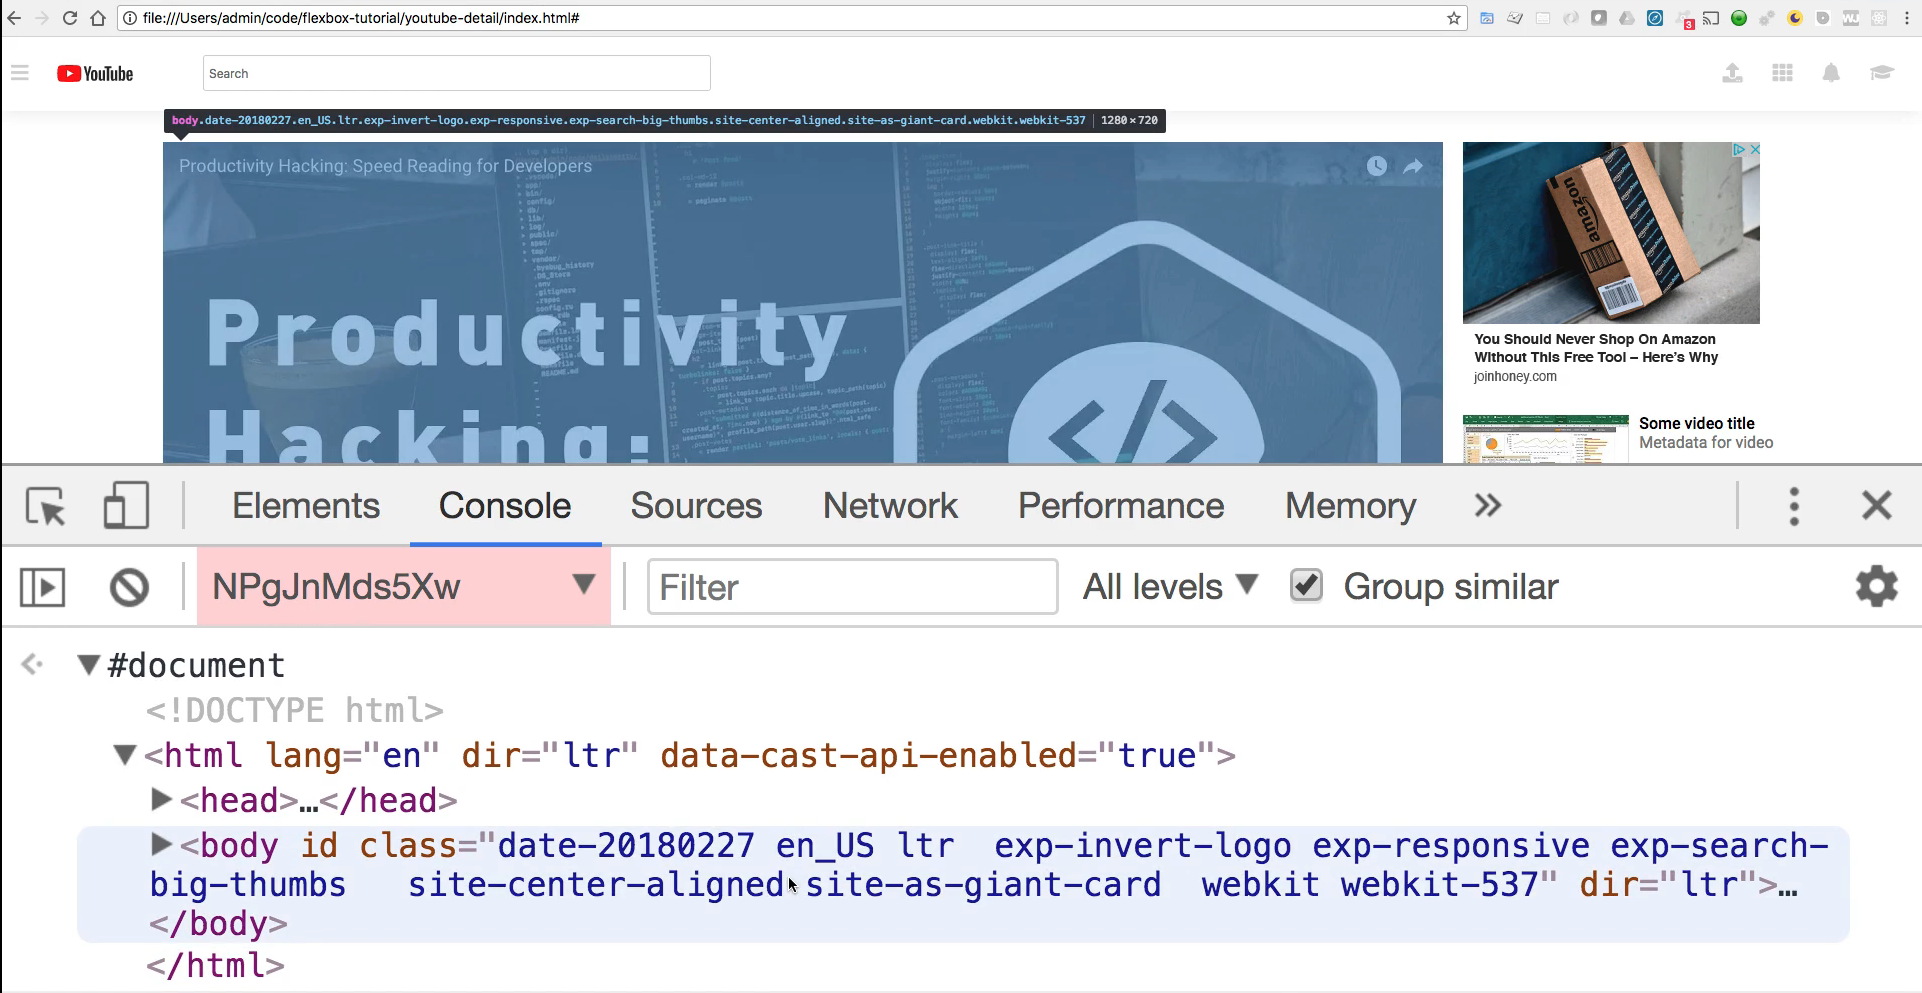 file:///Users/admin/code/flexbox-tutorial/youtube-detail/index.html#
3
WJ
YouTube
Search
body.date-20180227.en_US.ltr.exp-invert-logo.exp-responsive.exp-search-big-thumbs.site-center-aligned.site-as-giant-card.webkit.webkit-537 | 1280×720
Productivity Hacking: Speed Reading for Developers
Productivity
Hacking:
amazon
You Should Never Shop On Amazon
Without This Free Tool – Here's Why
joinhoney.com
Some video title
Metadata for video
Elements Console Sources Network Performance Memory »
NPgJnMds5Xw ▼ Filter All levels ▼ Group similar
▼#document
<!DOCTYPE html>
▼<html lang="en" dir="ltr" data-cast-api-enabled="true">
▶<head>…</head>
▶<body id class="date-20180227 en_US ltr  exp-invert-logo exp-responsive exp-search-
big-thumbs   site-center-aligned site-as-giant-card  webkit webkit-537" dir="ltr">…
</body>
</html>